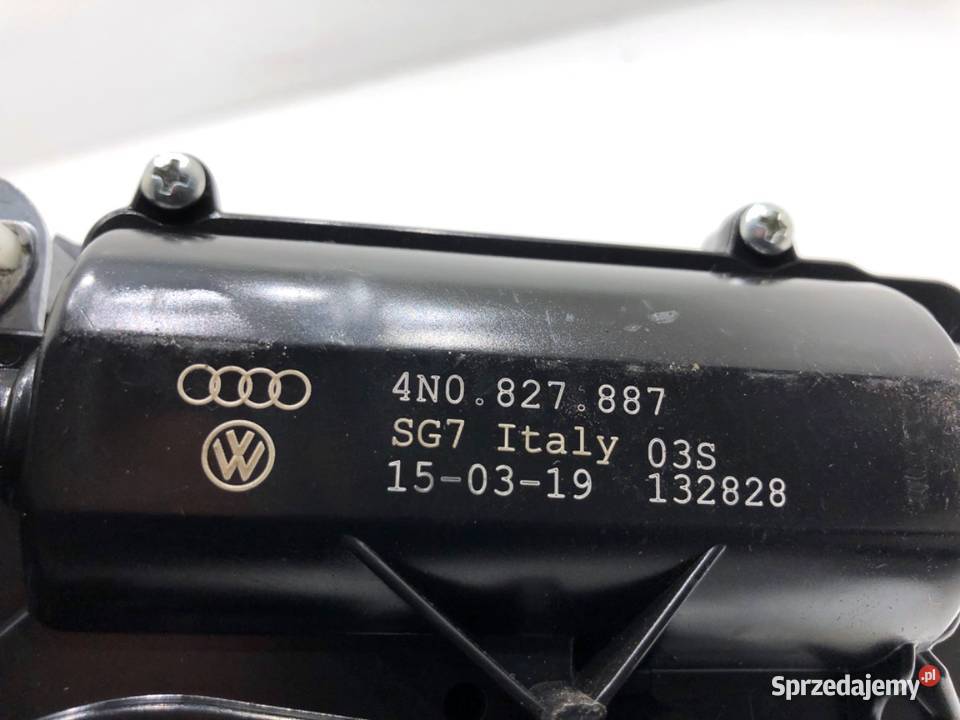 4N0.827.887
SG7 Italy 03S
15-03-19 132828
Sprzedajemy.pl